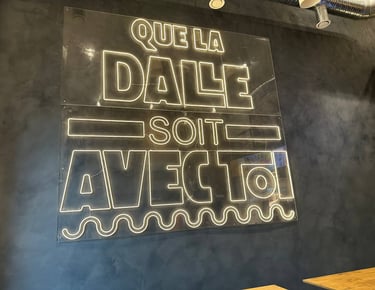 QUE LA
DALLE
SOIT
AVEC TOI